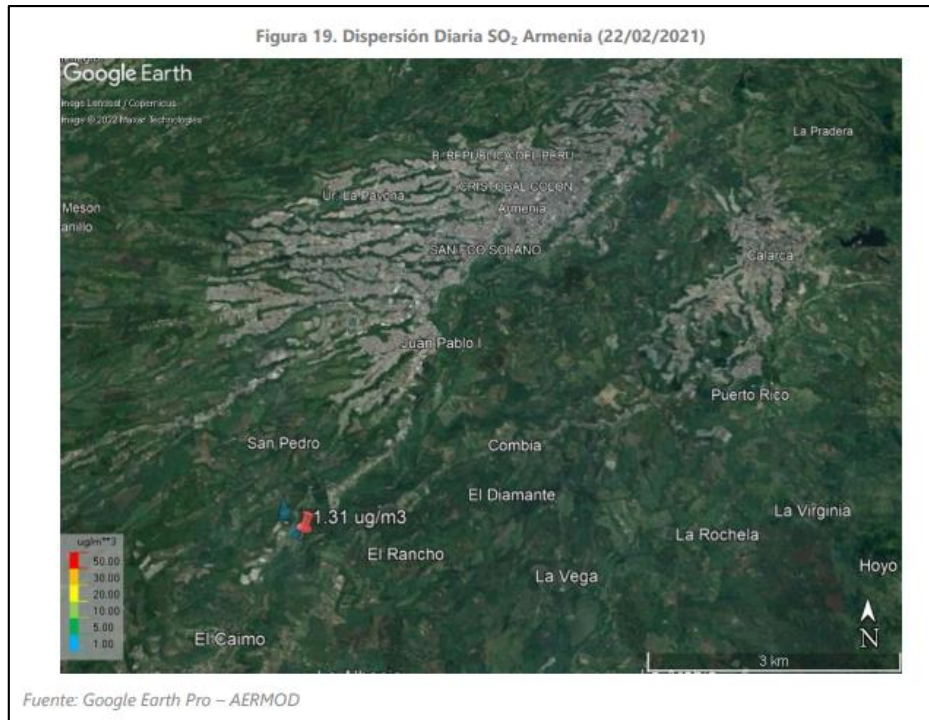 Figura 19. Dispersión Diaria SO₂ Armenia (22/02/2021)
Google Earth
Image Landsat / Copernicus
Image © 2022 Maxar Technologies
La Pradera
B. REPUBLICA DEL PERU
CRISTOBAL COLON
Ur. La Pavona
Meson
Armenia
anillo
SAN FCO SOLANO
Calarca
Juan Pablo I
Puerto Rico
San Pedro
Combia
El Diamante
La Virginia
1.31 ug/m3
La Rochela
ug/m**3
El Rancho
50.00
Hoyo
30.00
La Vega
20.00
10.00
5.00
1.00
El Caimo
N
3 km
Fuente: Google Earth Pro – AERMOD